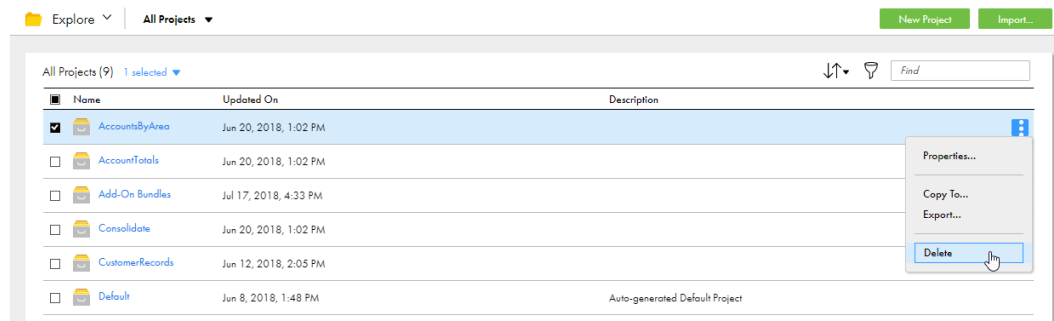 Explore All Projects New Project Import...
All Projects (9) 1 selected Find
Name Updated On Description
AccountsByArea Jun 20, 2018, 1:02 PM
Properties...
AccountTotals Jun 20, 2018, 1:02 PM
Add-On Bundles Jul 17, 2018, 4:33 PM Copy To...
Export...
Consolidate Jun 20, 2018, 1:02 PM
Delete
CustomerRecords Jun 12, 2018, 2:05 PM
Default Jun 8, 2018, 1:48 PM Auto-generated Default Project